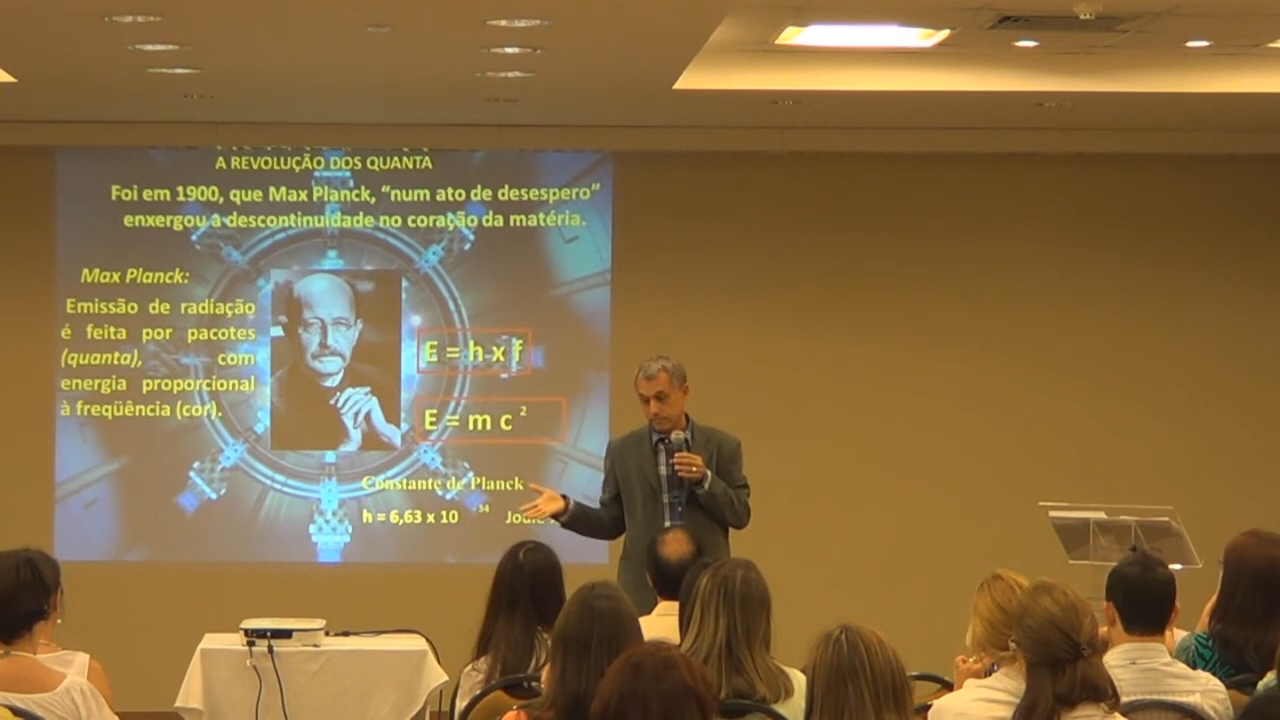 A REVOLUÇÃO DOS QUANTA
Foi em 1900, que Max Planck, “num ato de desespero”
enxergou a descontinuidade no coração da matéria.
Max Planck:
Emissão de radiação
é feita por pacotes
(quanta), com
energia proporcional
à freqüência (cor).
E = h x f
E = m c ²
Constante de Planck
h = 6,63 x 10 -34